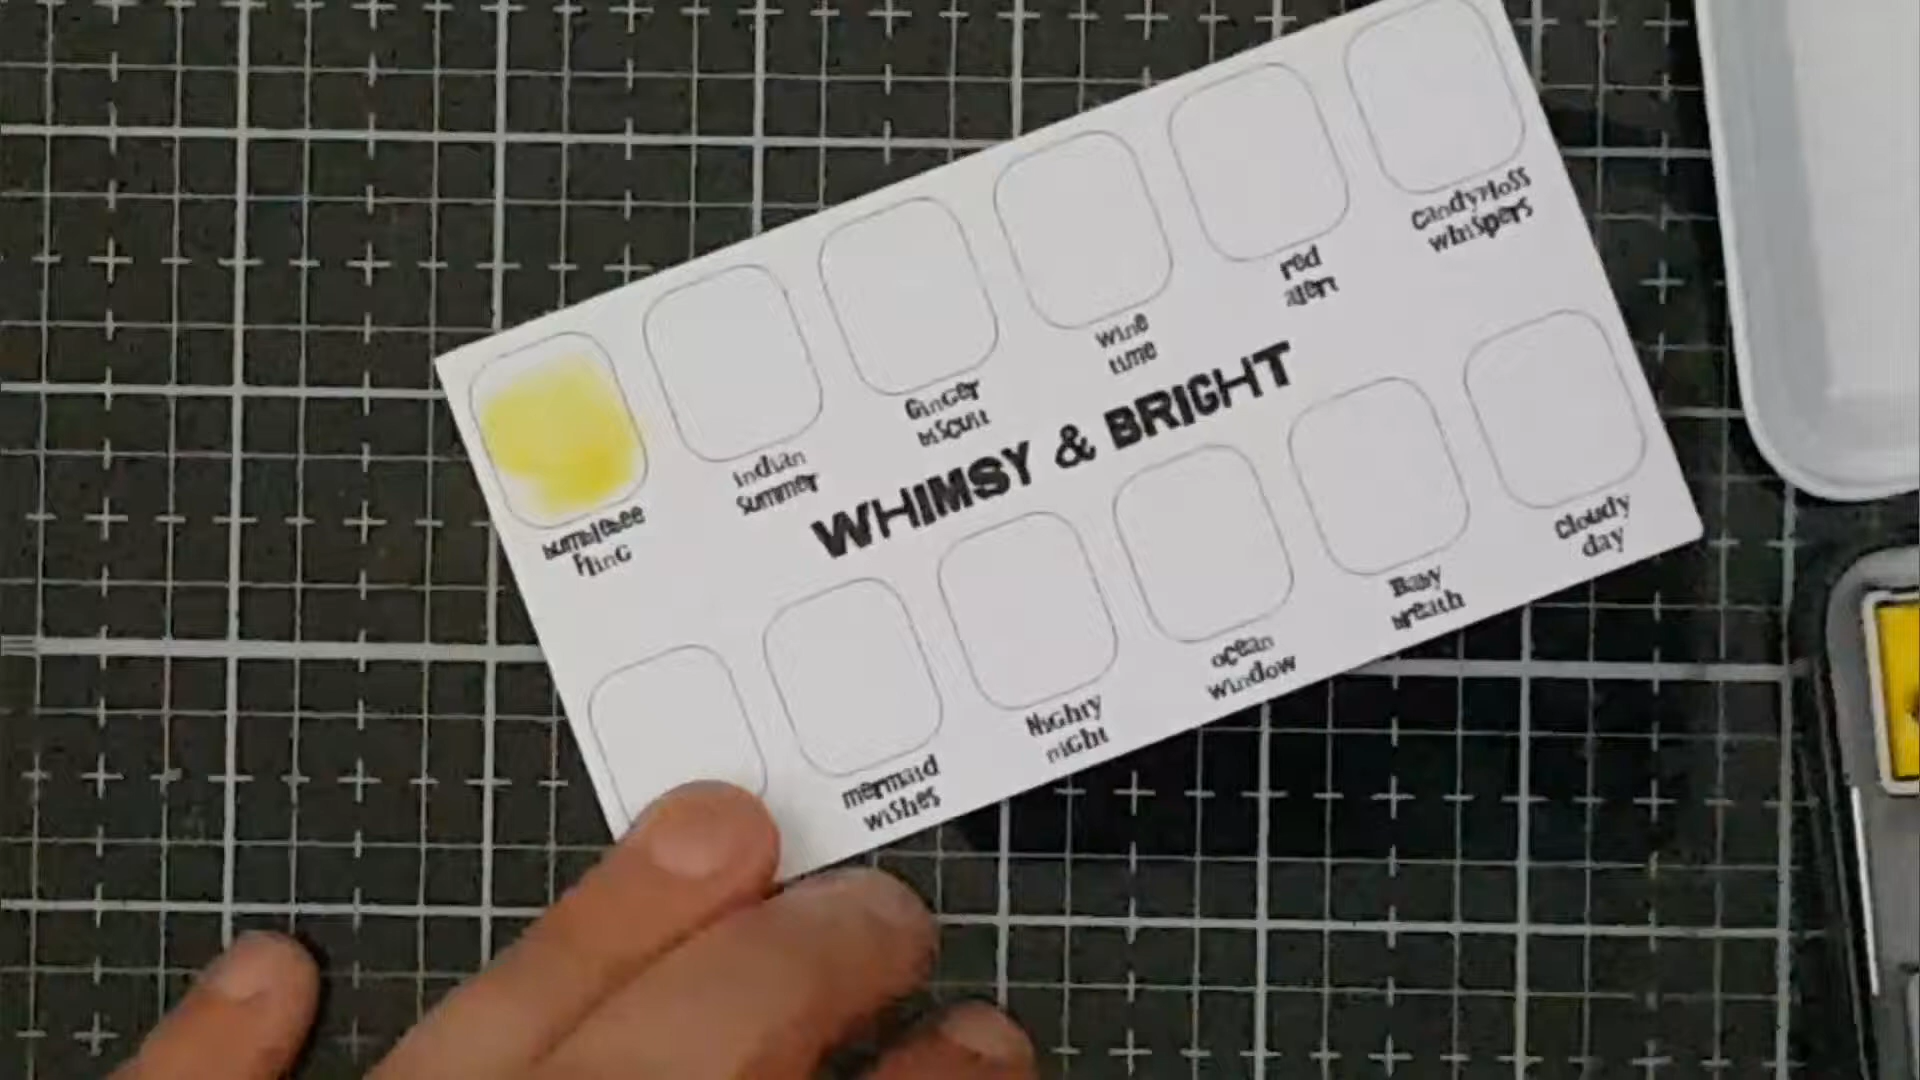 bumblebee
fling
indian
summer
Ginger
biscuit
wine
time
red
alert
candyfloss
whispers
WHIMSY & BRIGHT
mermaid
wishes
Nighty
night
ocean
window
Baby
breath
cloudy
day